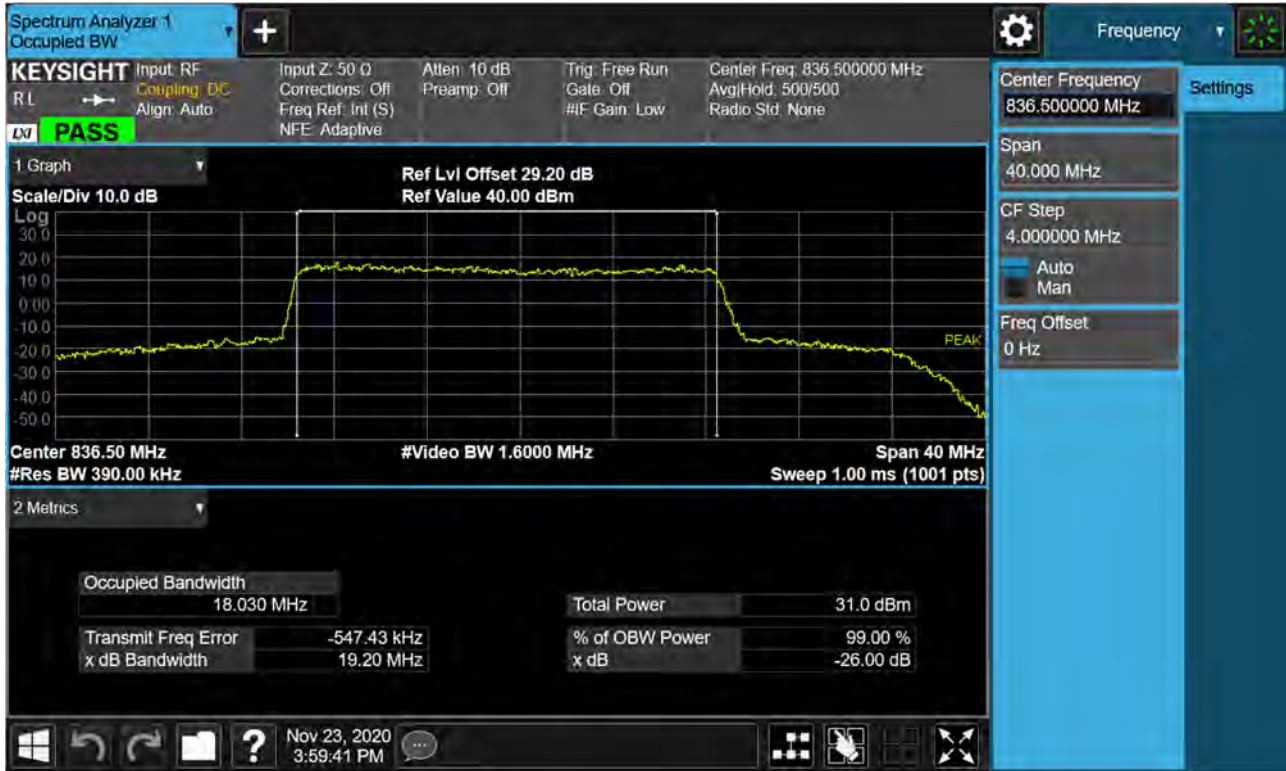 Spectrum Analyzer 1
Occupied BW
+
Frequency
KEYSIGHT
RL
LXI PASS
Input: RF
Coupling: DC
Align: Auto
Input Z: 50 Ω
Corrections: Off
Freq Ref: Int (S)
NFE: Adaptive
Atten: 10 dB
Preamp: Off
Trig: Free Run
Gate: Off
#IF Gain: Low
Center Freq: 836.500000 MHz
Avg|Hold: 500/500
Radio Std: None
Center Frequency
836.500000 MHz
Settings
Span
40.000 MHz
CF Step
4.000000 MHz
Auto
Man
Freq Offset
0 Hz
1 Graph
Scale/Div 10.0 dB
Ref Lvl Offset 29.20 dB
Ref Value 40.00 dBm
Log
30.0
20.0
10.0
0.00
-10.0
-20.0
-30.0
-40.0
-50.0
PEAK
Center 836.50 MHz
#Video BW 1.6000 MHz
Span 40 MHz
#Res BW 390.00 kHz
Sweep 1.00 ms (1001 pts)
2 Metrics
Occupied Bandwidth
18.030 MHz
Total Power 31.0 dBm
Transmit Freq Error -547.43 kHz
% of OBW Power 99.00 %
x dB Bandwidth 19.20 MHz
x dB -26.00 dB
?
Nov 23, 2020
3:59:41 PM